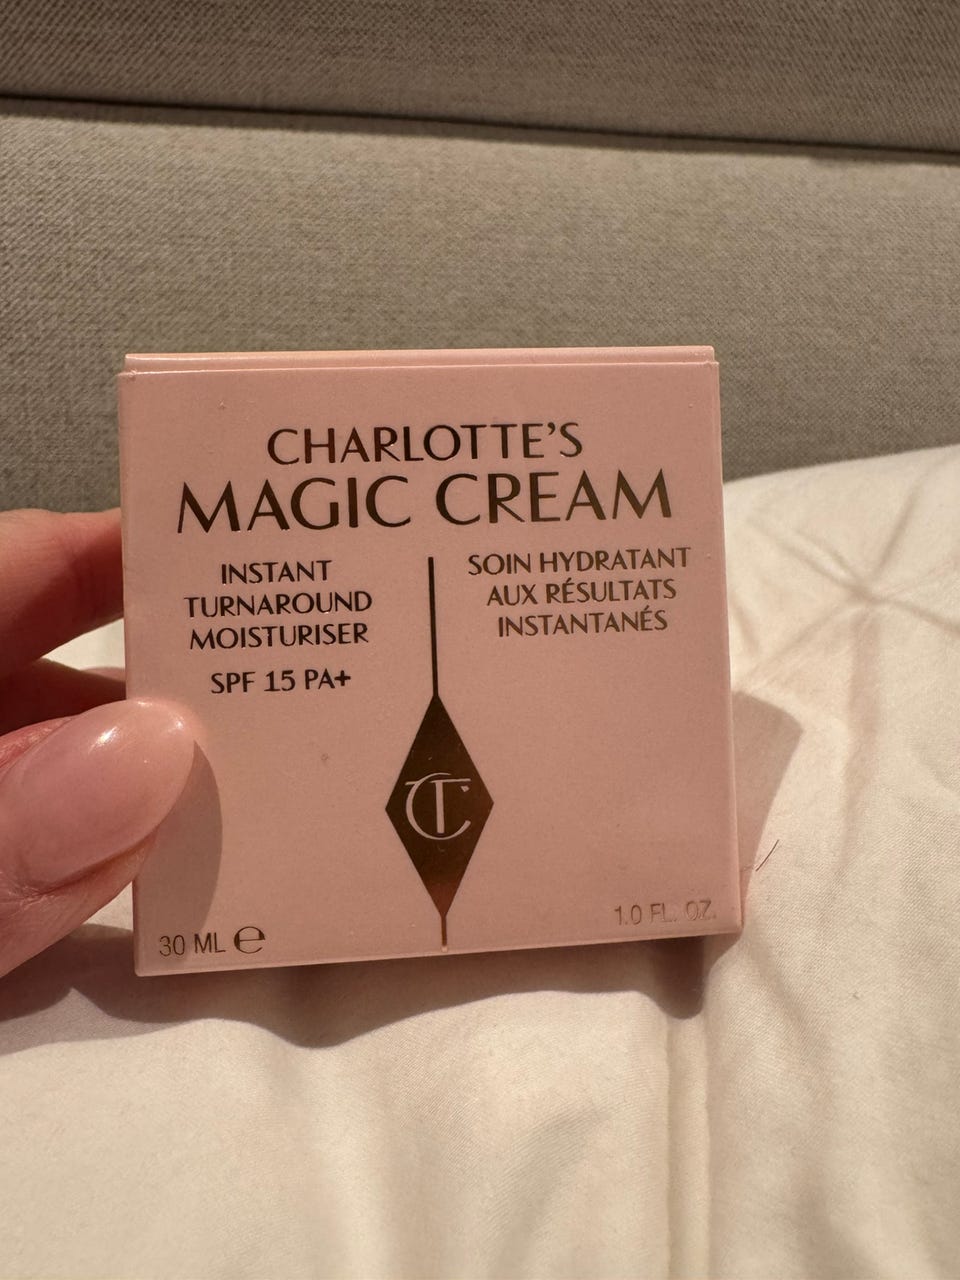 CHARLOTTE'S
MAGIC CREAM
INSTANT
TURNAROUND
MOISTURISER
SPF 15 PA+
SOIN HYDRATANT
AUX RÉSULTATS
INSTANTANÉS
CT
30 ML ℮
1.0 FL. OZ.